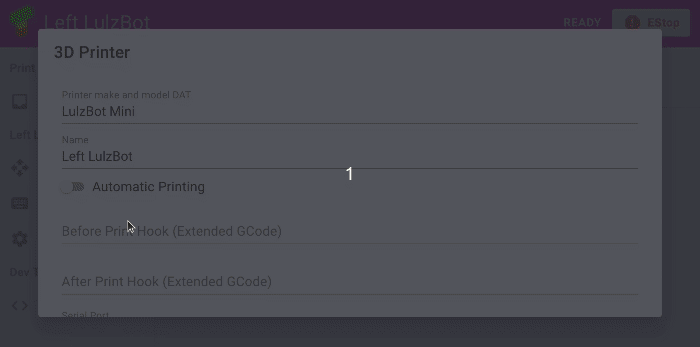 Left LulzBot
READY
EStop
3D Printer
Print
Printer make and model DAT
LulzBot Mini
Left L
Name
Left LulzBot
1
Automatic Printing
Before Print Hook (Extended GCode)
Dev T
After Print Hook (Extended GCode)
Serial Port